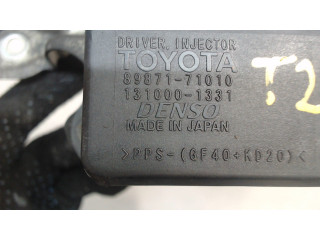 DRIVER, INJECTOR
TOYOTA
89871-71010
131000-1331
DENSO
MADE IN JAPAN
>PPS-(GF40+KD20)<
T2